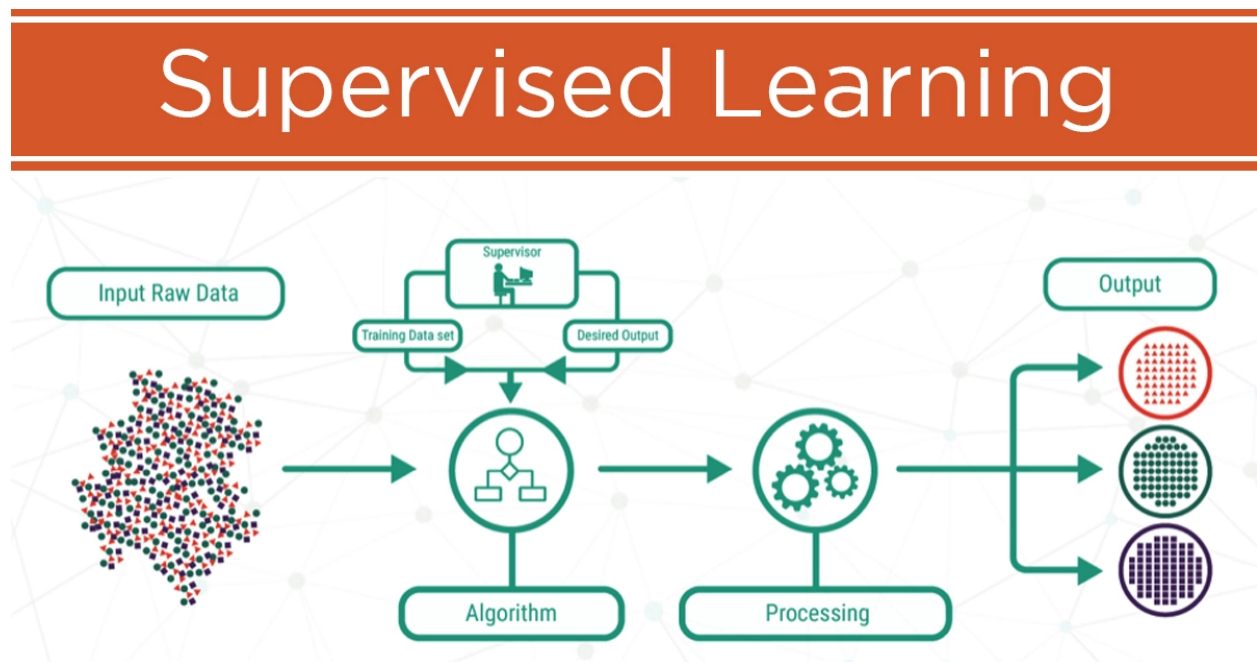 Supervised Learning
Input Raw Data
Supervisor
Training Data set
Desired Output
Output
Algorithm
Processing